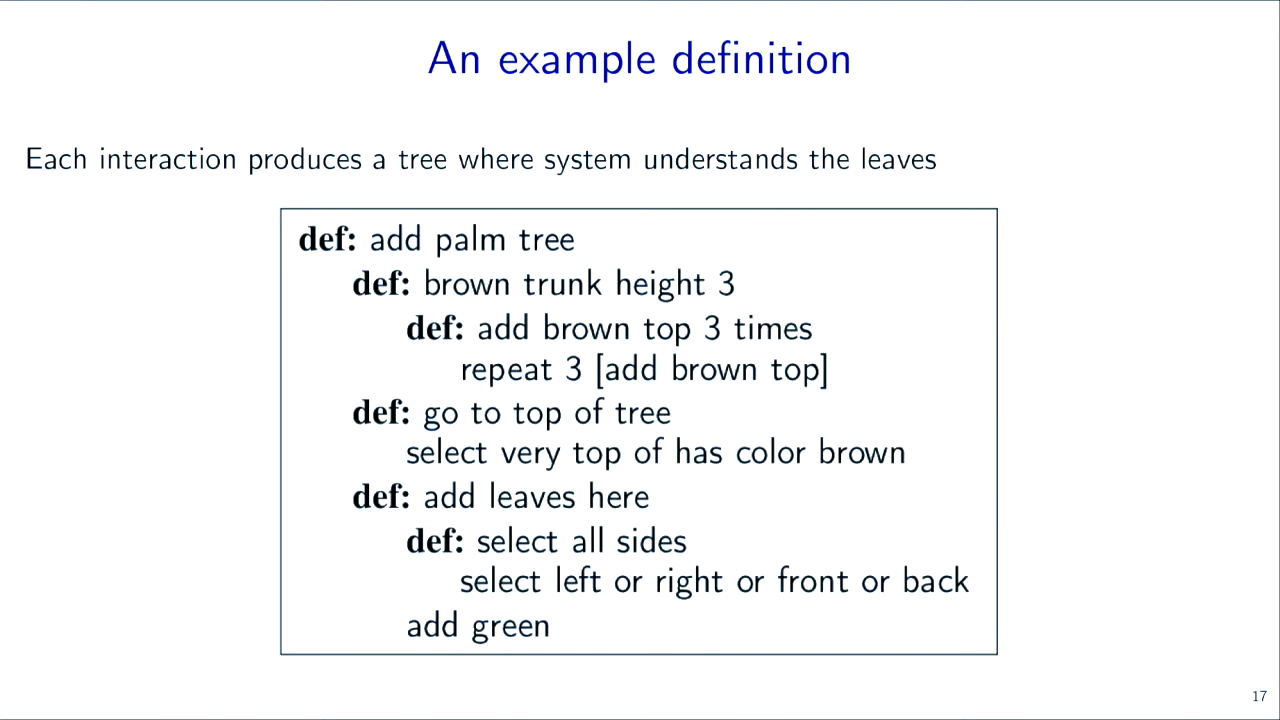 An example definition
Each interaction produces a tree where system understands the leaves
def: add palm tree
def: brown trunk height 3
def: add brown top 3 times
repeat 3 [add brown top]
def: go to top of tree
select very top of has color brown
def: add leaves here
def: select all sides
select left or right or front or back
add green
17